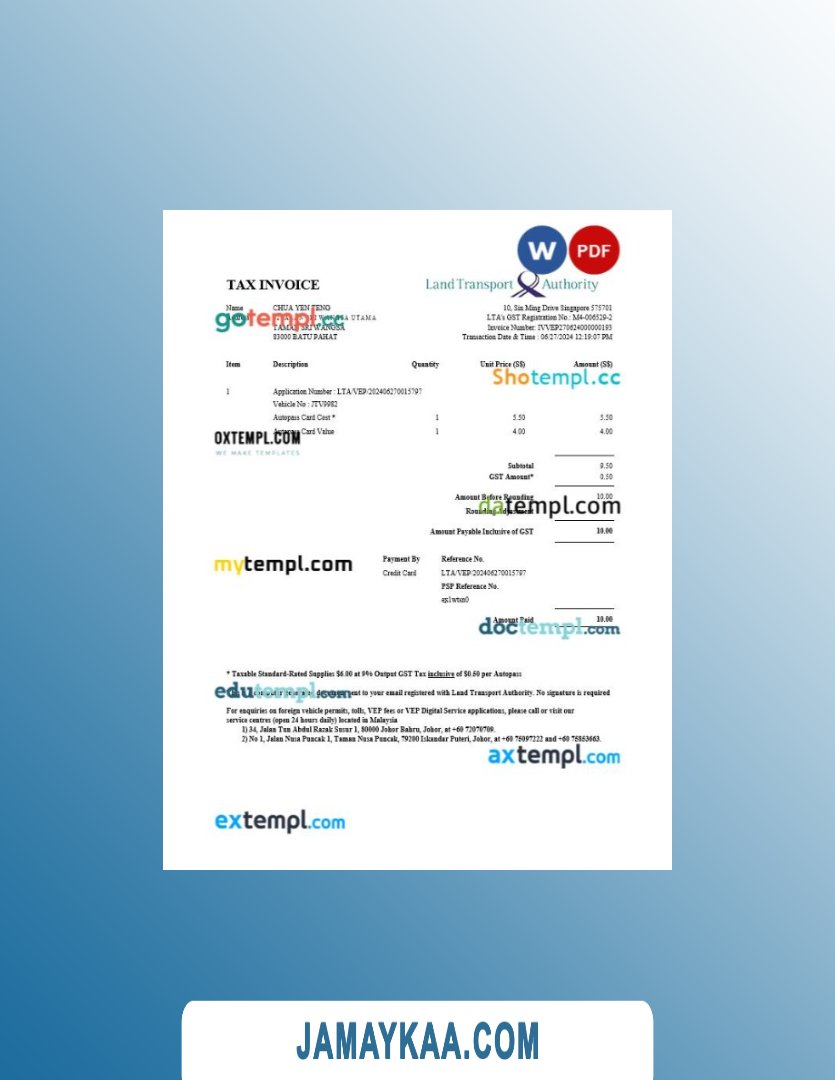 W PDF
TAX INVOICE
Land Transport Authority
Name CHUA YEN TENG
10, Sin Ming Drive Singapore 575701
gotempl.cc
UTAMA
LTA's GST Registration No.: M4-006529-2
TAMAN SRI WANGSA
Invoice Number: IVVEP270624000000193
83000 BATU PAHAT
Transaction Date & Time : 06/27/2024 12:19:07 PM
Item Description Quantity Unit Price (S$) Amount (S$)
Shotempl.cc
1 Application Number : LTA/VEP/202406270015797
Vehicle No : JTV9982
Autopass Card Cost * 1 5.50 5.50
Autopass Card Value 1 4.00 4.00
OXTEMPL.COM
WE MAKE TEMPLATES
Subtotal 9.50
GST Amount* 0.50
Amount Before Rounding 10.00
Rounding Adjustment
datempl.com
Amount Payable Inclusive of GST 10.00
mytempl.com
Payment By Reference No.
Credit Card LTA/VEP/202406270015797
PSP Reference No.
Amount Paid 10.00
doctempl.com
* Taxable Standard-Rated Supplies $6.00 at 9% Output GST Tax inclusive of $0.50 per Autopass
edutempl.com
sent to your email registered with Land Transport Authority. No signature is required
For enquiries on foreign vehicle permits, tolls, VEP fees or VEP Digital Service applications, please call or visit our
service centres (open 24 hours daily) located in Malaysia
1) 34, Jalan Tun Abdul Razak Susur 1, 80000 Johor Bahru, Johor, at +60 72070709.
2) No 1, Jalan Nusa Puncak 1, Taman Nusa Puncak, 79200 Iskandar Puteri, Johor, at +60 75097222 and +60 75853663.
axtempl.com
extempl.com
JAMAYKAA.COM